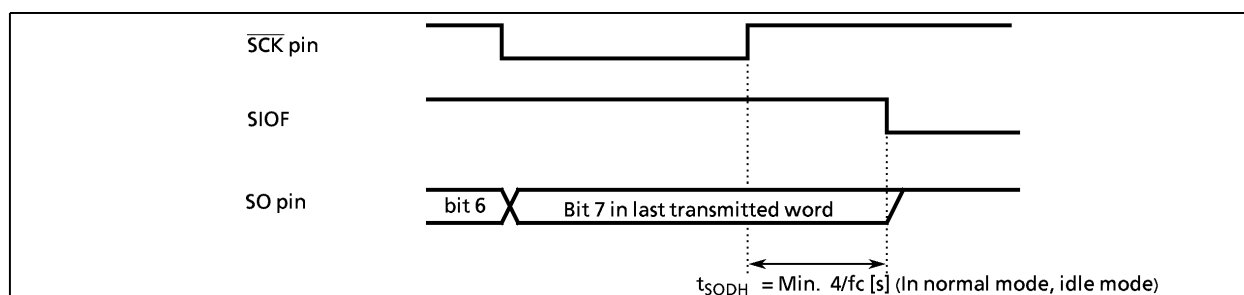 SCK pin
SIOF
SO pin
bit 6
Bit 7 in last transmitted word
tSODH = Min. 4/fc [s] (In normal mode, idle mode)